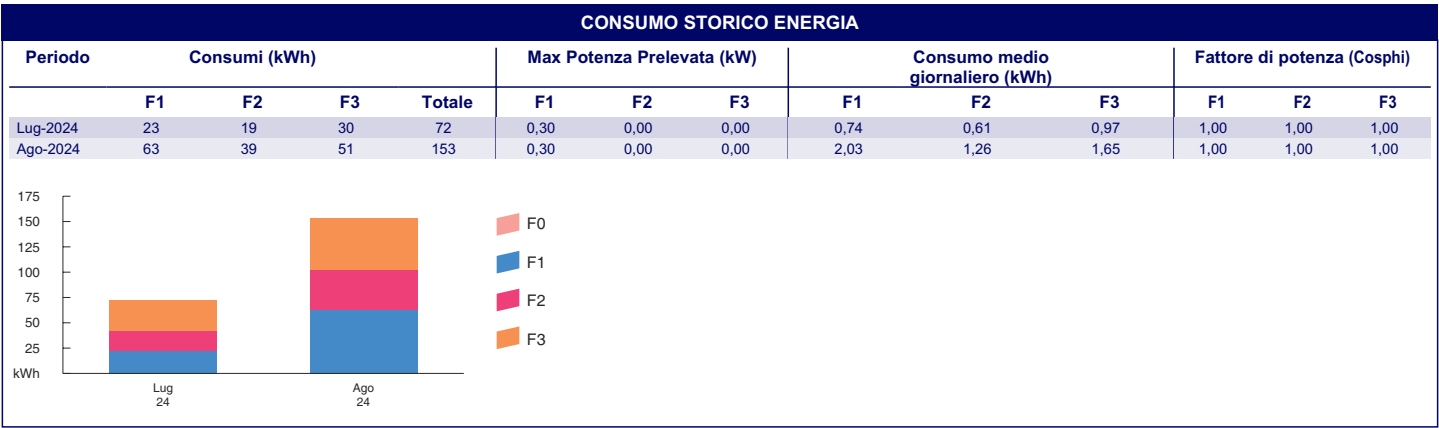 CONSUMO STORICO ENERGIA
Periodo Consumi (kWh) Max Potenza Prelevata (kW) Consumo medio giornaliero (kWh) Fattore di potenza (Cosphi)
F1 F2 F3 Totale F1 F2 F3 F1 F2 F3 F1 F2 F3
Lug-2024 23 19 30 72 0,30 0,00 0,00 0,74 0,61 0,97 1,00 1,00 1,00
Ago-2024 63 39 51 153 0,30 0,00 0,00 2,03 1,26 1,65 1,00 1,00 1,00
175
150
125
100
75
50
25
kWh
Lug
24
Ago
24
F0
F1
F2
F3